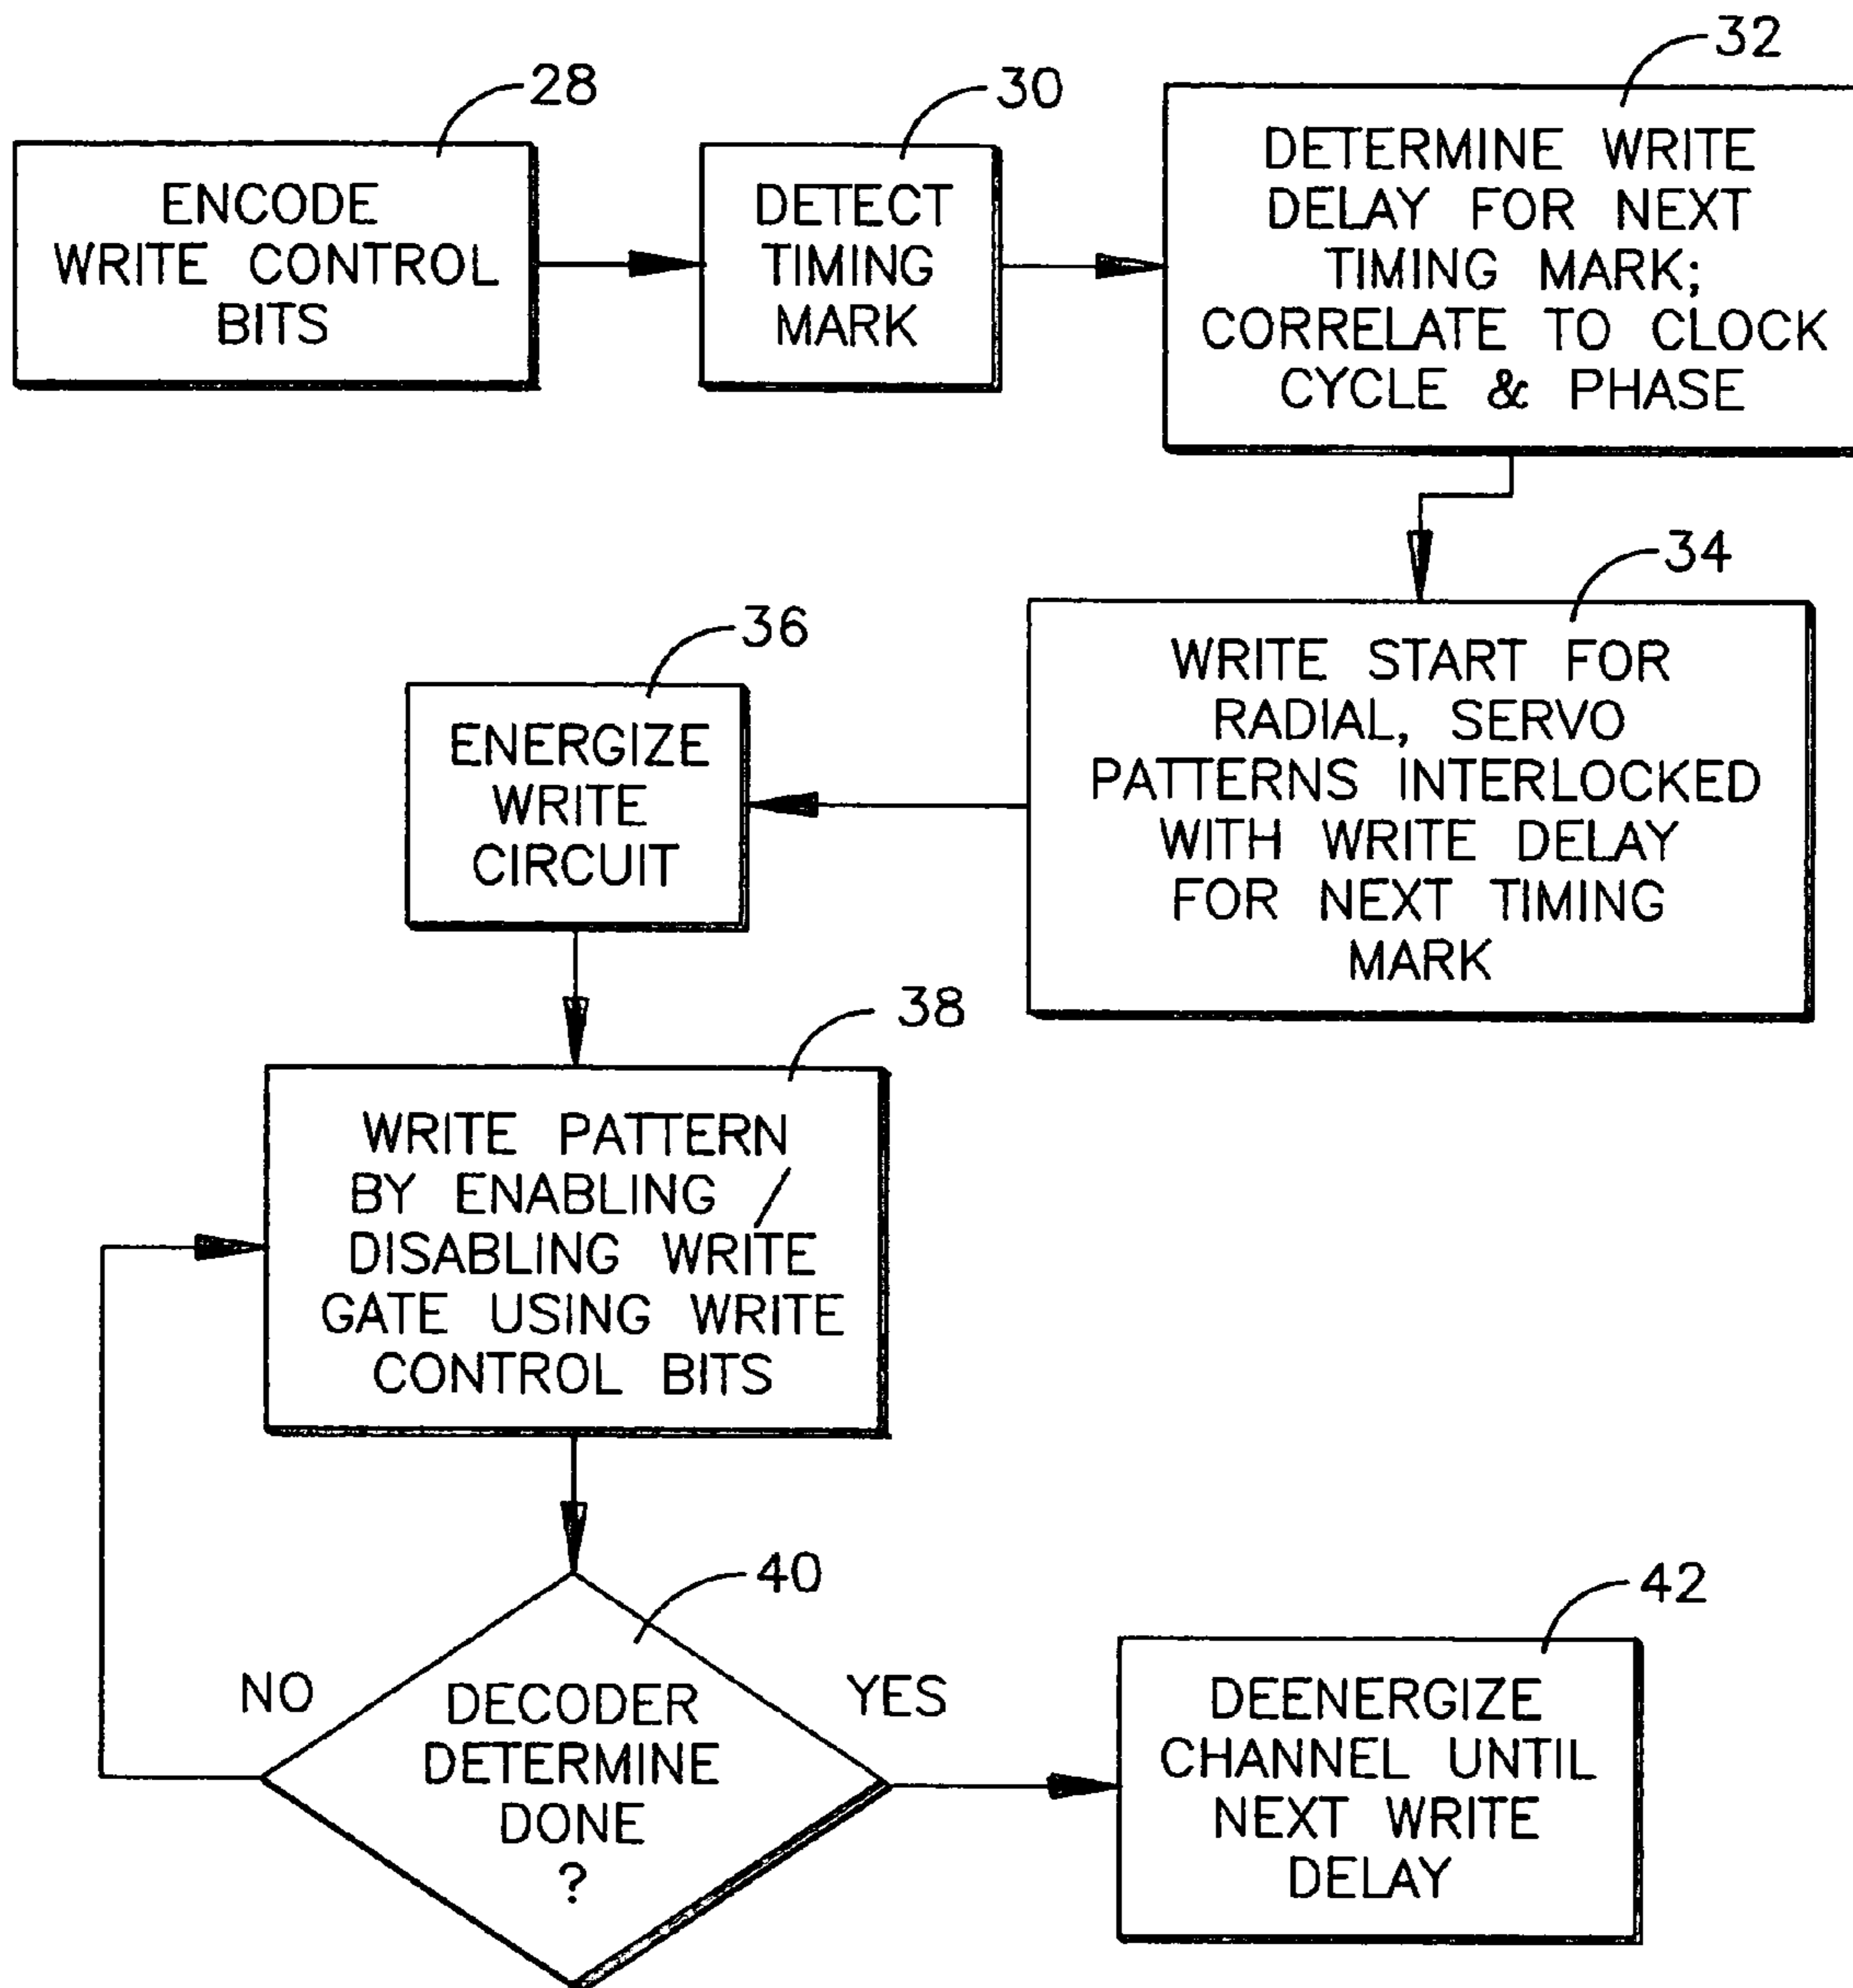 28
ENCODE
WRITE CONTROL
BITS
30
DETECT
TIMING
MARK
32
DETERMINE WRITE
DELAY FOR NEXT
TIMING MARK;
CORRELATE TO CLOCK
CYCLE & PHASE
34
WRITE START FOR
RADIAL, SERVO
PATTERNS INTERLOCKED
WITH WRITE DELAY
FOR NEXT TIMING
MARK
36
ENERGIZE
WRITE
CIRCUIT
38
WRITE PATTERN
BY ENABLING /
DISABLING WRITE
GATE USING WRITE
CONTROL BITS
40
DECODER
DETERMINE
DONE
?
NO
YES
42
DEENERGIZE
CHANNEL UNTIL
NEXT WRITE
DELAY